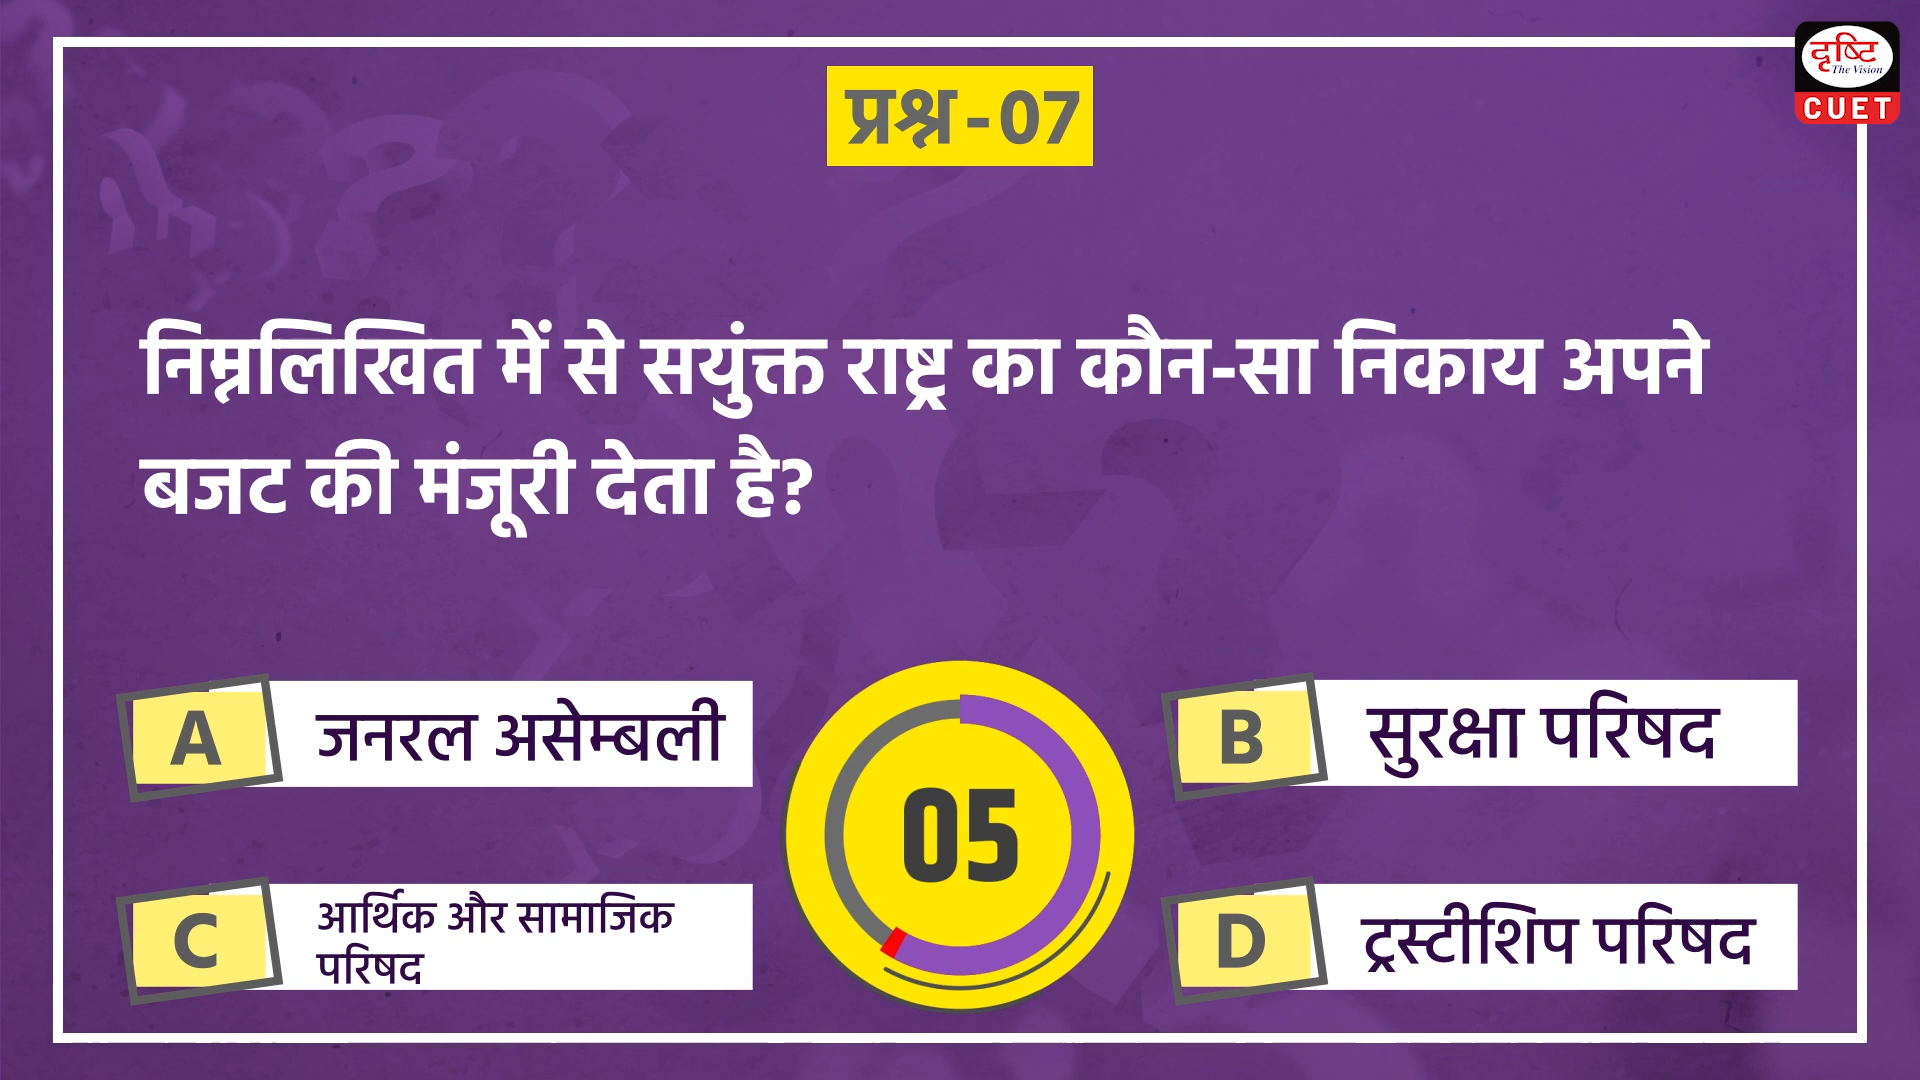 दृष्टि
The Vision
CUET
प्रश्न - 07
निम्नलिखित में से सयुंक्त राष्ट्र का कौन-सा निकाय अपने
बजट की मंजूरी देता है?
A जनरल असेम्बली
B सुरक्षा परिषद
05
C आर्थिक और सामाजिक
परिषद
D ट्रस्टीशिप परिषद